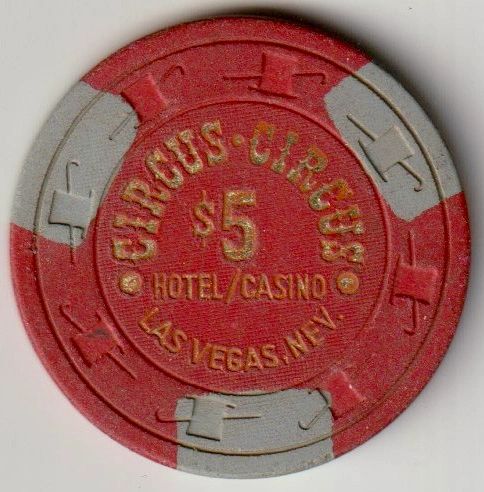 CIRCUS·CIRCUS
$5
HOTEL/CASINO
LAS VEGAS, NEV.